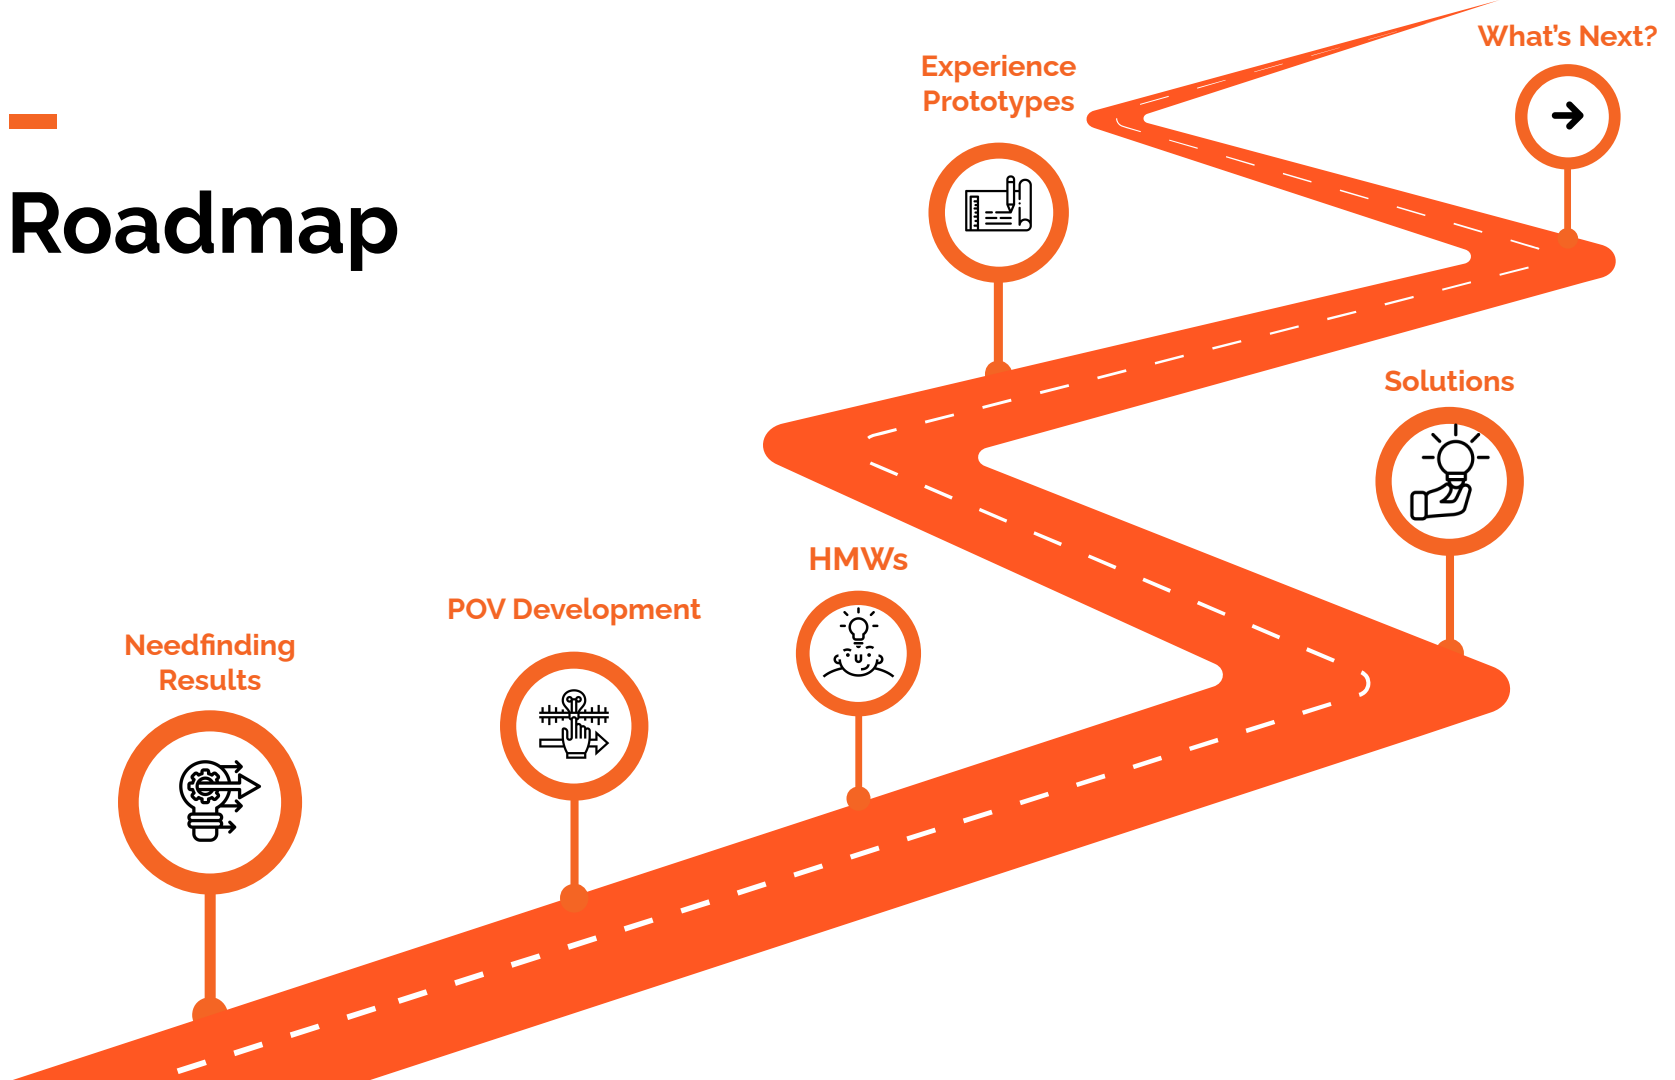 Roadmap
Needfinding
Results
POV Development
HMWs
Solutions
Experience
Prototypes
What’s Next?